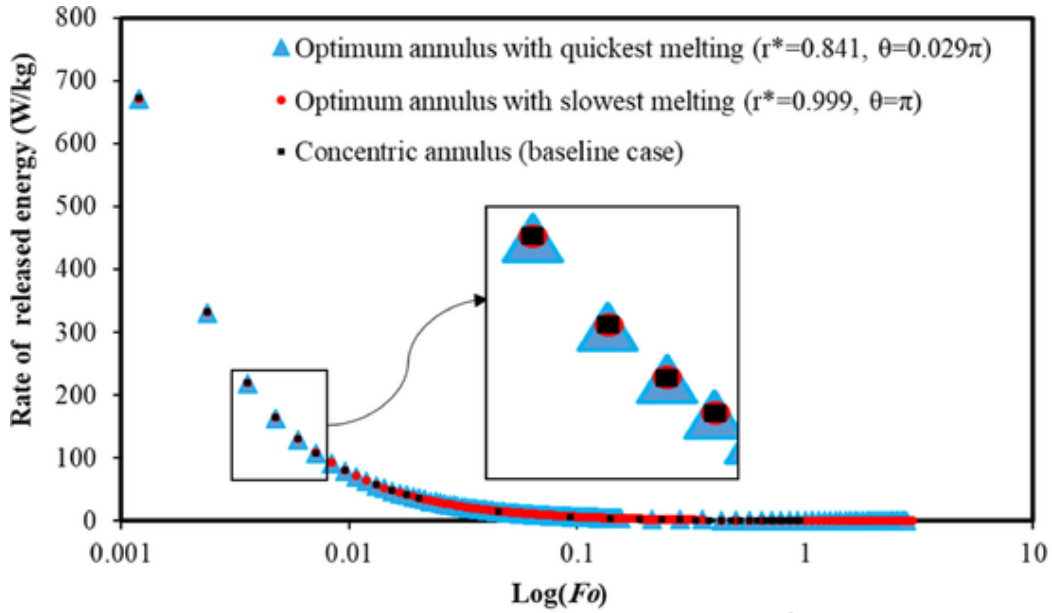 800
700
600
500
400
300
200
100
0
Rate of released energy (W/kg)
Optimum annulus with quickest melting (r*=0.841, θ=0.029π)
Optimum annulus with slowest melting (r*=0.999, θ=π)
Concentric annulus (baseline case)
0.001 0.01 0.1 1 10
Log(Fo)